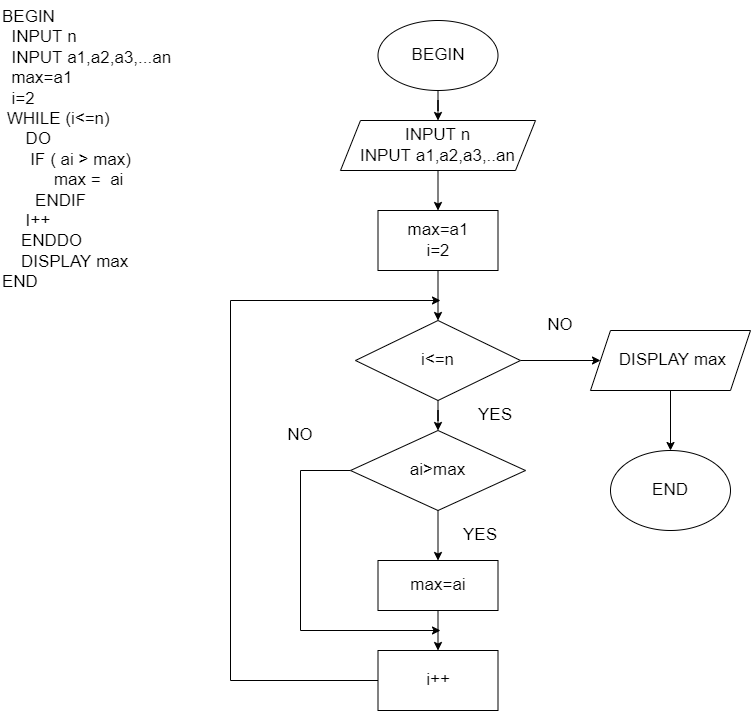 BEGIN
INPUT n
INPUT a1,a2,a3,...an
max=a1
i=2
WHILE (i<=n)
DO
IF ( ai > max)
max =  ai
ENDIF
I++
ENDDO
DISPLAY max
END
BEGIN
INPUT n
INPUT a1,a2,a3,..an
max=a1
i=2
i<=n
NO
DISPLAY max
END
YES
ai>max
NO
YES
max=ai
i++